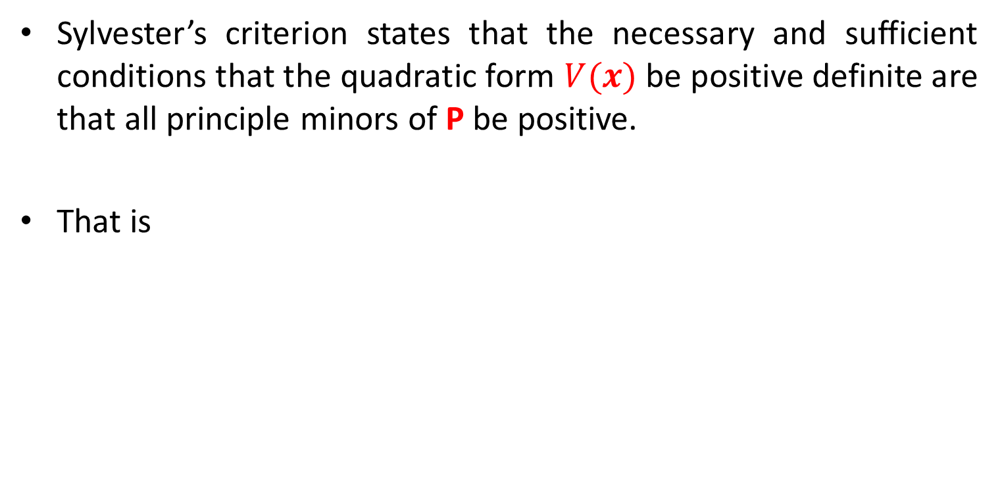 • Sylvester’s criterion states that the necessary and sufficient
conditions that the quadratic form V(x) be positive definite are
that all principle minors of P be positive.
• That is